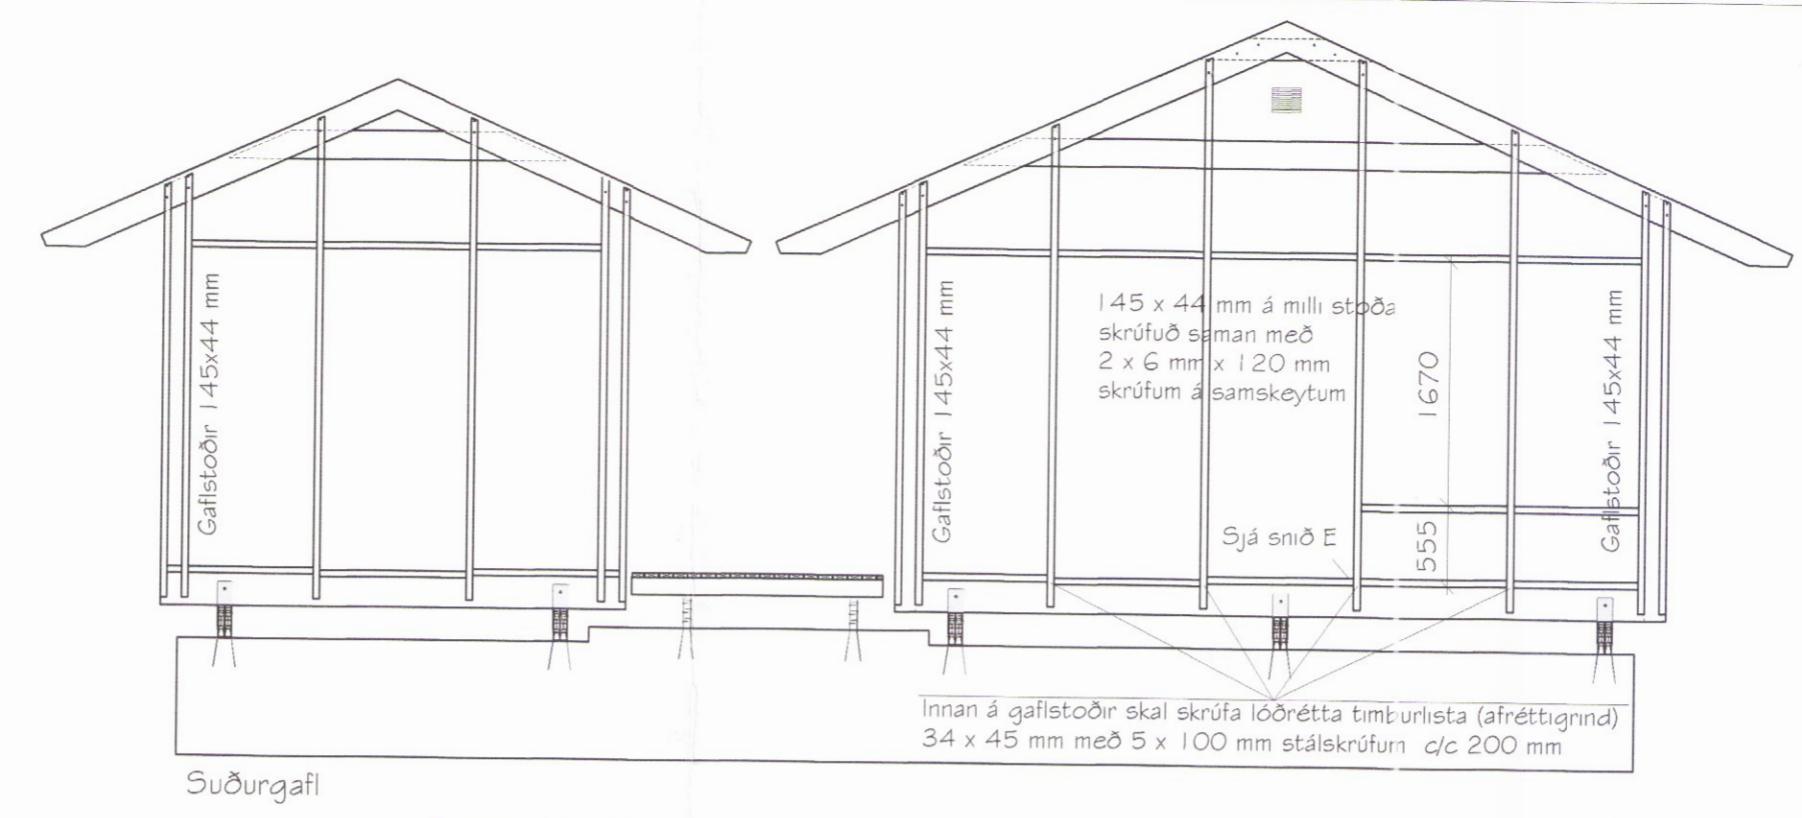 Gaflstoðir 145x44 mm
Gaflstoðir 145x44 mm
145 x 44 mm á milli stoða
skrúfuð saman með
2 x 6 mm x 120 mm
skrúfum á samskeytum
1670
Gaflstoðir 145x44 mm
Sjá snið E
555
Innan á gaflstoðir skal skrúfa lóðrétta timburlista (afréttigrind)
34 x 45 mm með 5 x 100 mm stálskrúfum c/c 200 mm
Suðurgafl